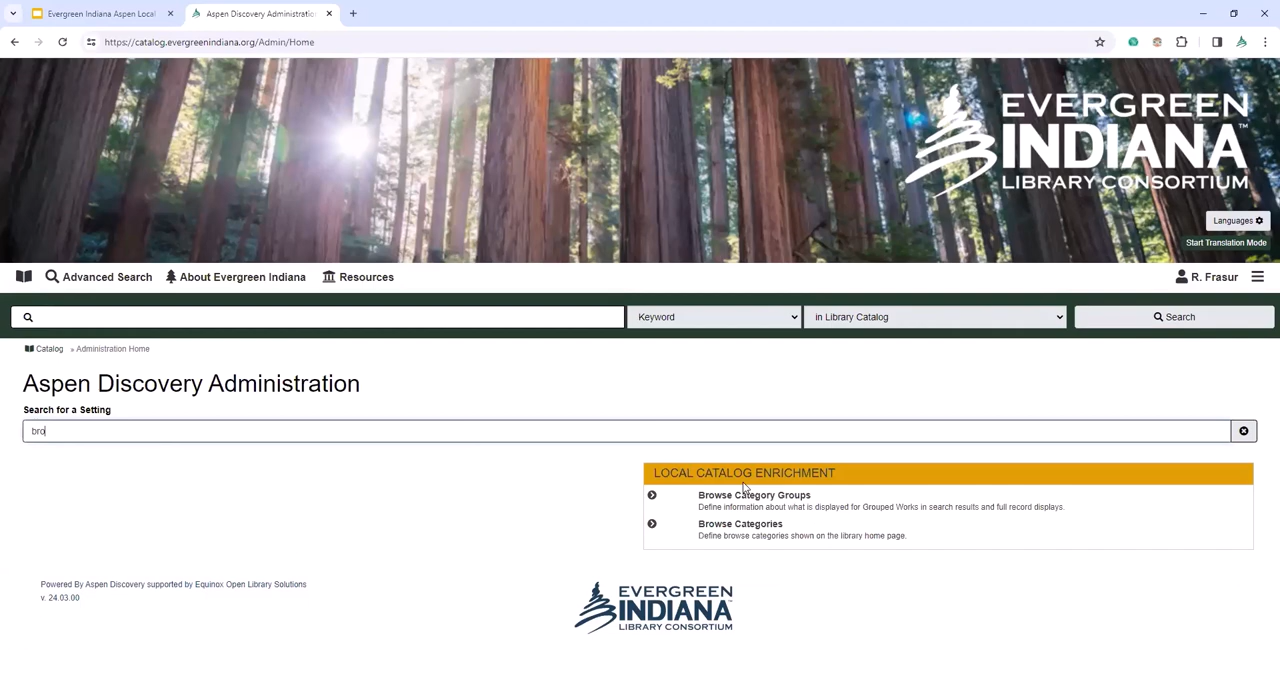 Evergreen Indiana Aspen Local
Aspen Discovery Administration
https://catalog.evergreenindiana.org/Admin/Home
EVERGREEN
INDIANA™
LIBRARY CONSORTIUM
Languages
Start Translation Mode
Advanced Search
About Evergreen Indiana
Resources
R. Frasur
Keyword
in Library Catalog
Search
Catalog » Administration Home
Aspen Discovery Administration
Search for a Setting
bro
LOCAL CATALOG ENRICHMENT
Browse Category Groups
Define information about what is displayed for Grouped Works in search results and full record displays.
Browse Categories
Define browse categories shown on the library home page.
Powered By Aspen Discovery supported by Equinox Open Library Solutions
v. 24.03.00
EVERGREEN
INDIANA™
LIBRARY CONSORTIUM